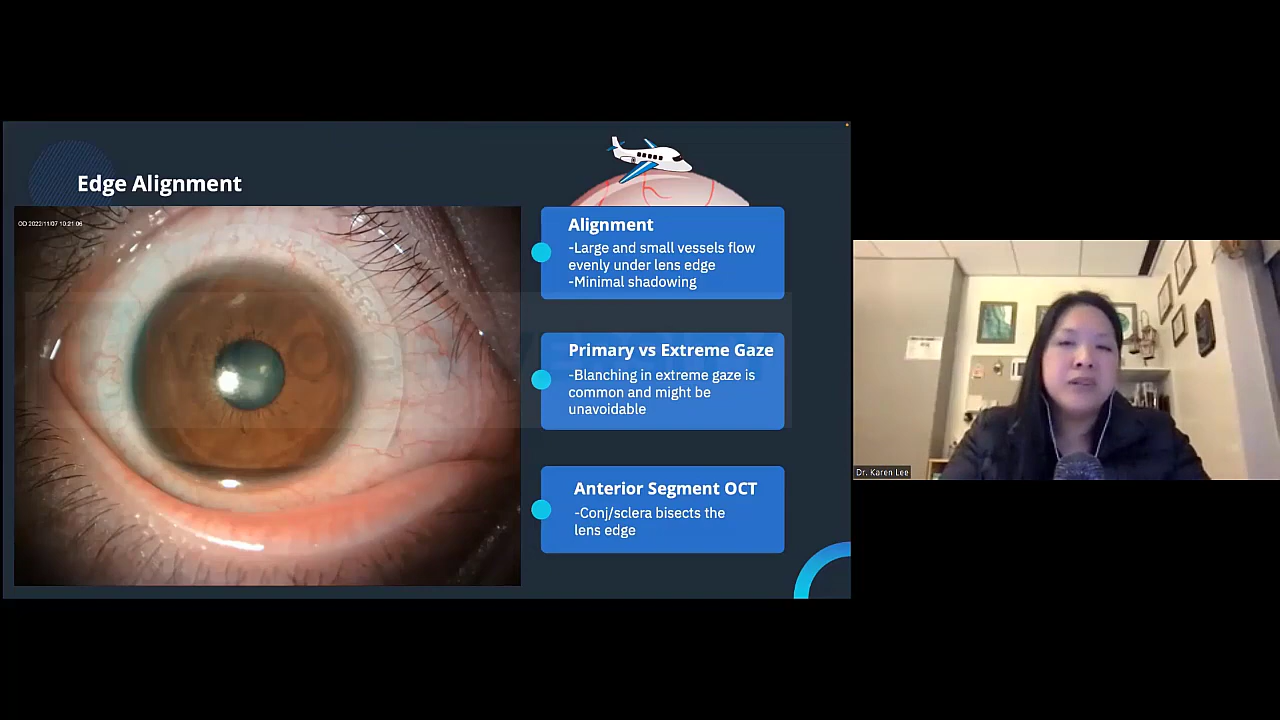 Edge Alignment
OD 2022/11/07 10:21:06
Alignment
-Large and small vessels flow
evenly under lens edge
-Minimal shadowing
Primary vs Extreme Gaze
-Blanching in extreme gaze is
common and might be
unavoidable
Anterior Segment OCT
-Conj/sclera bisects the
lens edge
Dr. Karen Lee